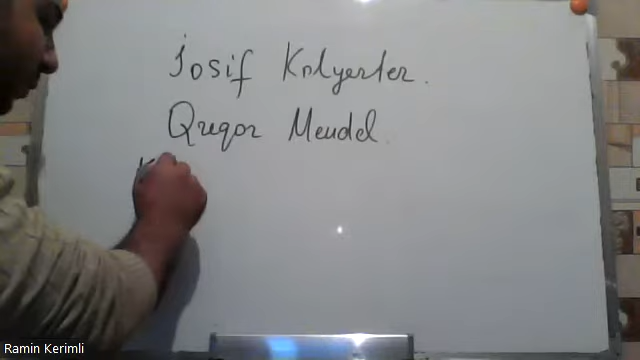 İosif Kolyerter.
Qreqor Mendel.
Ramin Kerimli